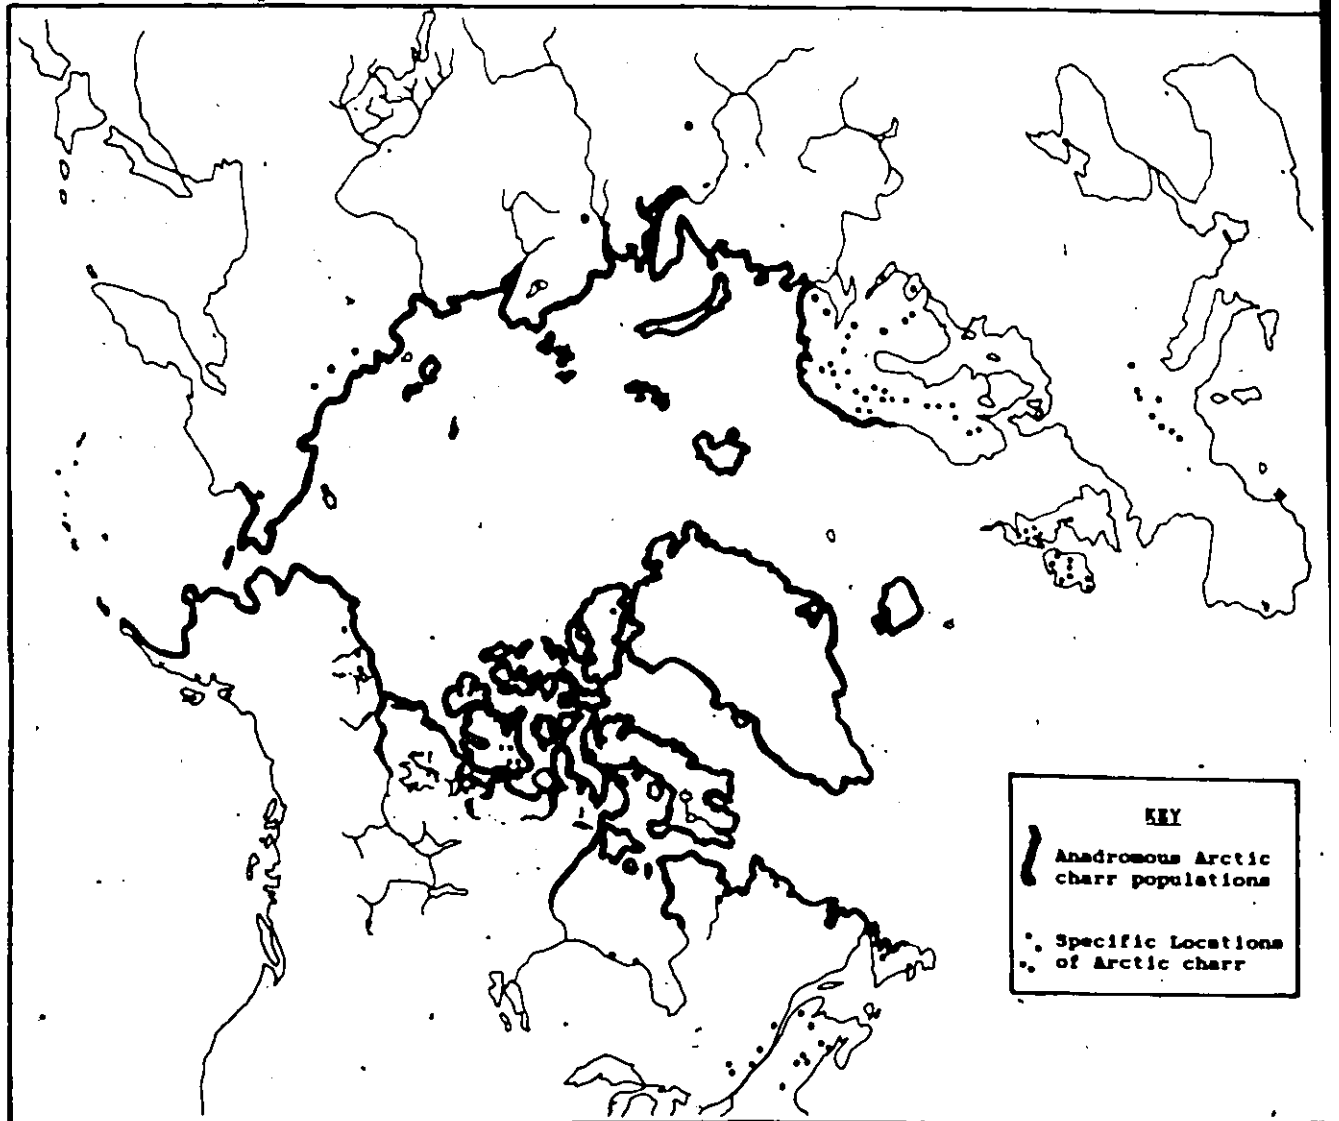 KEY
Anadromous Arctic
charr populations
Specific Locations
of Arctic charr